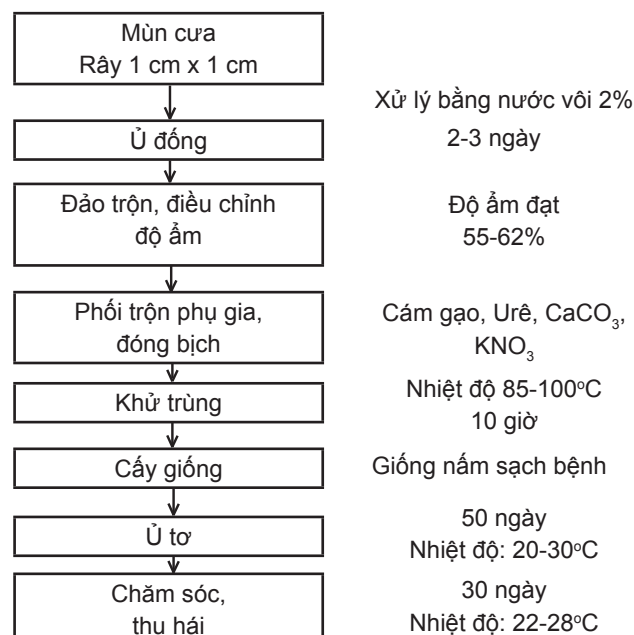 Mùn cưa
Rây 1 cm x 1 cm
Xử lý bằng nước vôi 2%
Ủ đống
2-3 ngày
Đảo trộn, điều chỉnh
độ ẩm
Độ ẩm đạt
55-62%
Phối trộn phụ gia,
đóng bịch
Cám gạo, Urê, CaCO₃,
KNO₃
Khử trùng
Nhiệt độ 85-100°C
10 giờ
Cấy giống
Giống nấm sạch bệnh
Ủ tơ
50 ngày
Nhiệt độ: 20-30°C
Chăm sóc,
thu hái
30 ngày
Nhiệt độ: 22-28°C